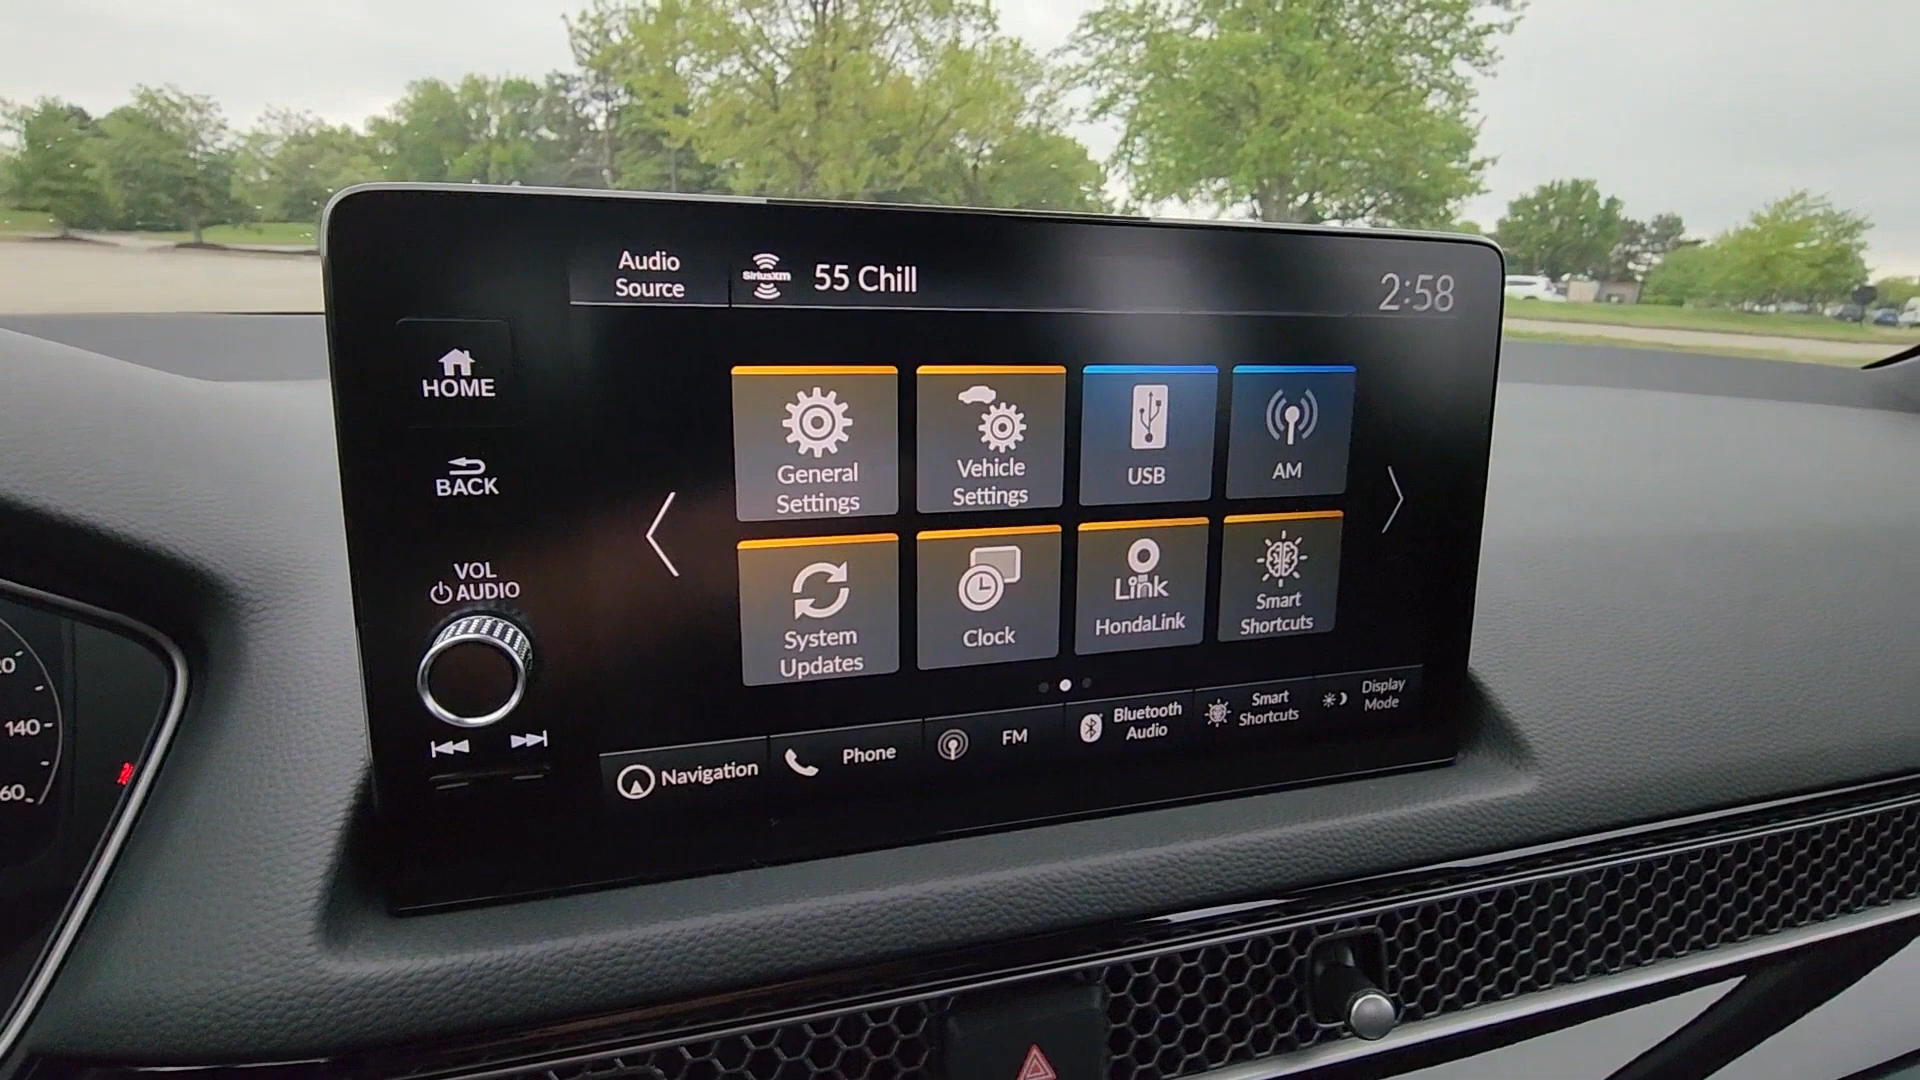 Audio
Source
SiriusXM
55 Chill
2:58
HOME
BACK
VOL
AUDIO
General
Settings
Vehicle
Settings
USB
AM
System
Updates
Clock
Link
HondaLink
Smart
Shortcuts
Navigation
Phone
FM
Bluetooth
Audio
Smart
Shortcuts
Display
Mode
140